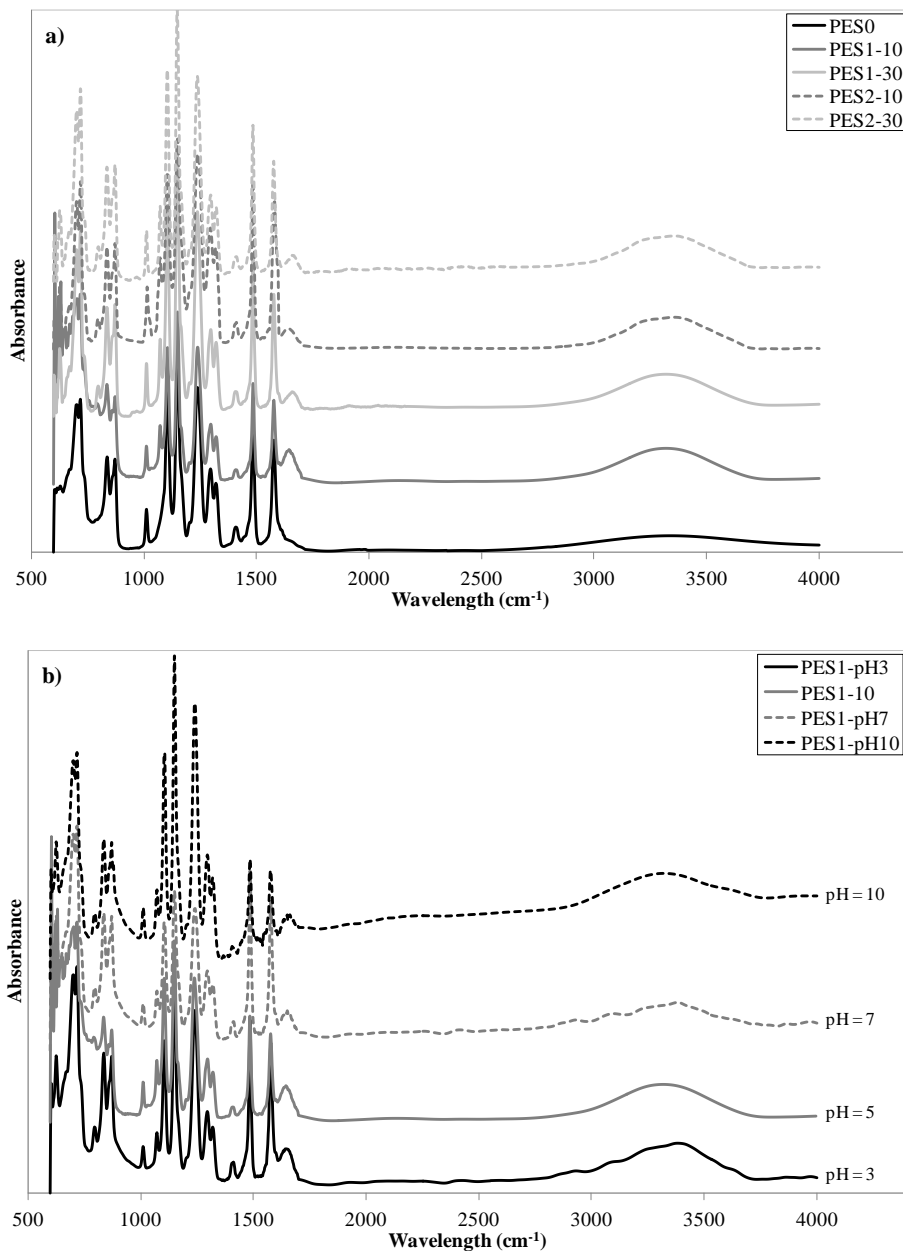 a)
PES0
PES1-10
PES1-30
PES2-10
PES2-30
Absorbance
500 1000 1500 2000 2500 3000 3500 4000
Wavelength (cm-1)
b)
PES1-pH3
PES1-10
PES1-pH7
PES1-pH10
pH = 10
pH = 7
pH = 5
pH = 3
Absorbance
500 1000 1500 2000 2500 3000 3500 4000
Wavelength (cm-1)